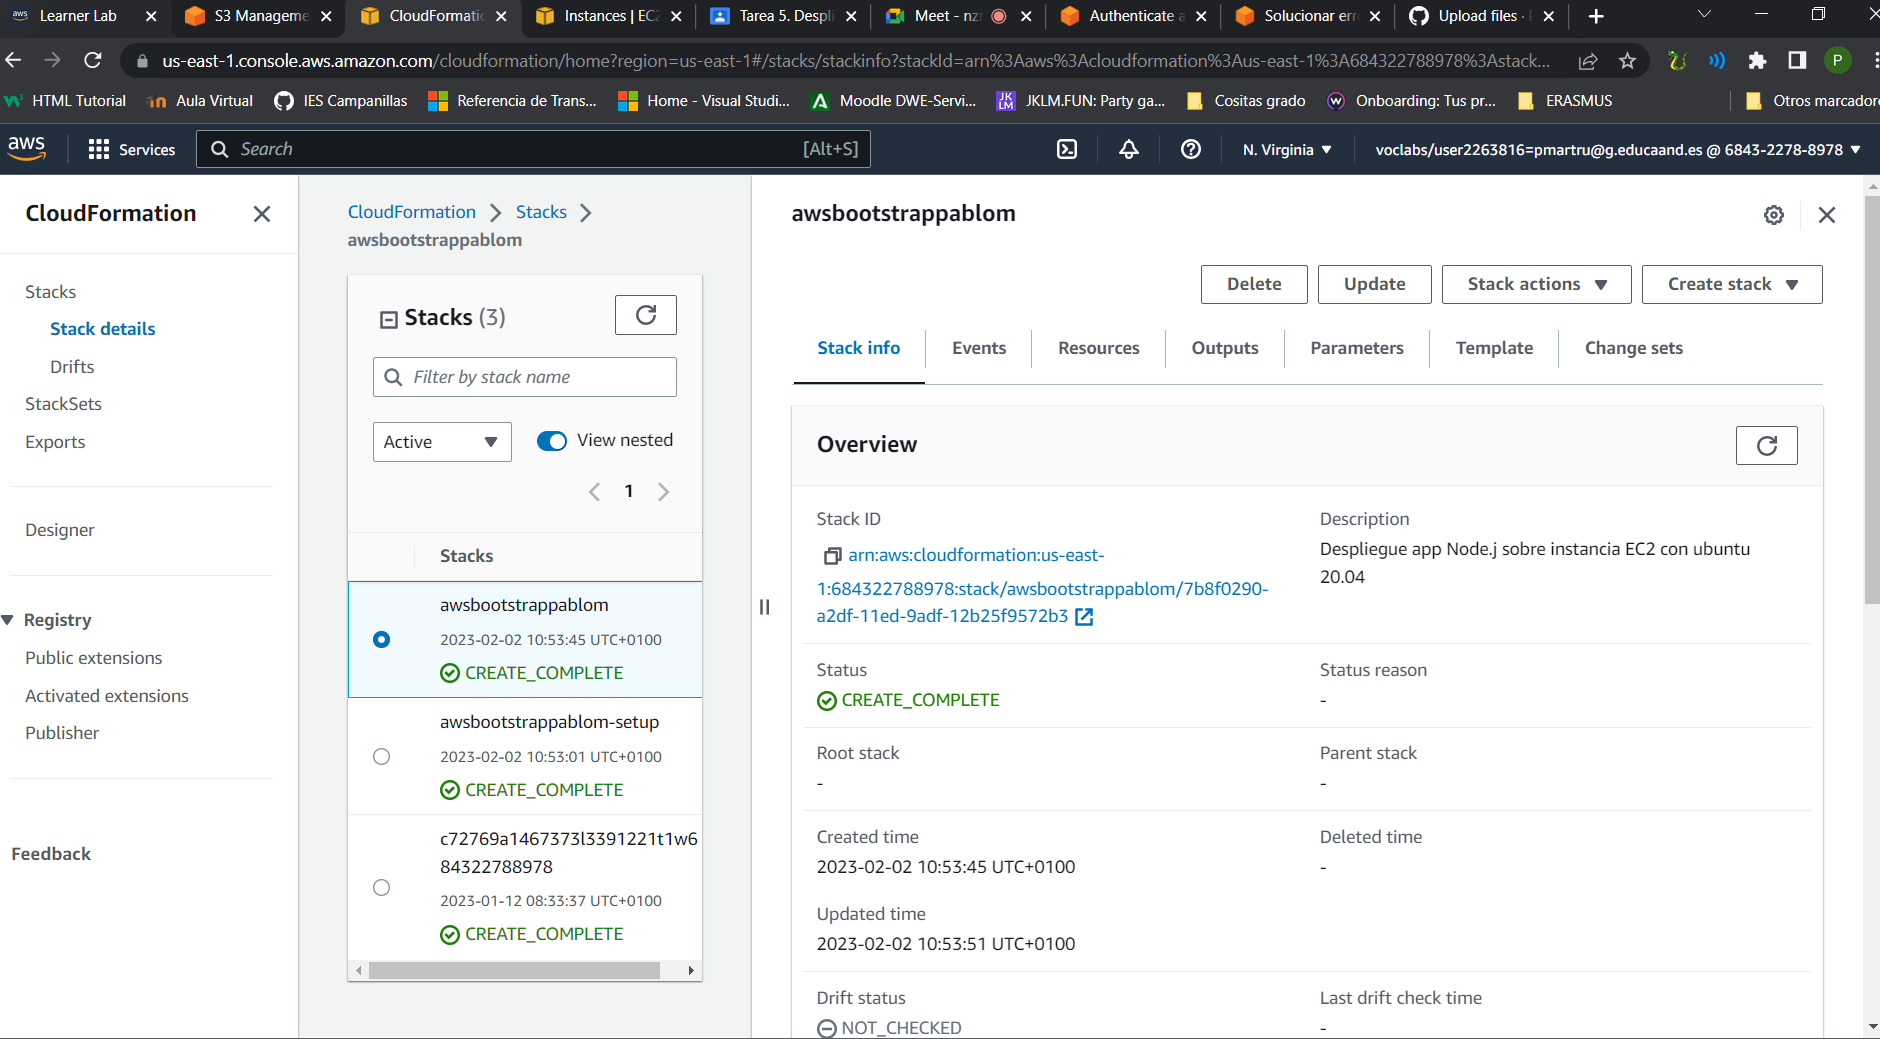 aws Learner Lab
S3 Manageme
CloudFormatic
Instances | EC2
Tarea 5. Despli
Meet - nzr
Authenticate a
Solucionar err
Upload files ·
us-east-1.console.aws.amazon.com/cloudformation/home?region=us-east-1#/stacks/stackinfo?stackId=arn%3Aaws%3Acloudformation%3Aus-east-1%3A684322788978%3Astack...
P
HTML Tutorial
Aula Virtual
IES Campanillas
Referencia de Trans...
Home - Visual Studi...
Moodle DWE-Servi...
JKLM
JKLM.FUN: Party ga...
Cositas grado
Onboarding: Tus pr...
ERASMUS
Otros marcadore
aws
Services
Search
[Alt+S]
N. Virginia
voclabs/user2263816=pmartru@g.educaand.es @ 6843-2278-8978
CloudFormation
Stacks
Stack details
Drifts
StackSets
Exports
Designer
Registry
Public extensions
Activated extensions
Publisher
Feedback
CloudFormation
Stacks
awsbootstrappablom
Stacks (3)
Filter by stack name
Active
View nested
1
Stacks
awsbootstrappablom
2023-02-02 10:53:45 UTC+0100
CREATE_COMPLETE
awsbootstrappablom-setup
2023-02-02 10:53:01 UTC+0100
CREATE_COMPLETE
c72769a1467373l3391221t1w6
84322788978
2023-01-12 08:33:37 UTC+0100
CREATE_COMPLETE
awsbootstrappablom
Delete
Update
Stack actions
Create stack
Stack info
Events
Resources
Outputs
Parameters
Template
Change sets
Overview
Stack ID
arn:aws:cloudformation:us-east-
1:684322788978:stack/awsbootstrappablom/7b8f0290-
a2df-11ed-9adf-12b25f9572b3
Description
Despliegue app Node.j sobre instancia EC2 con ubuntu
20.04
Status
CREATE_COMPLETE
Status reason
-
Root stack
-
Parent stack
-
Created time
2023-02-02 10:53:45 UTC+0100
Deleted time
-
Updated time
2023-02-02 10:53:51 UTC+0100
Drift status
NOT_CHECKED
Last drift check time
-